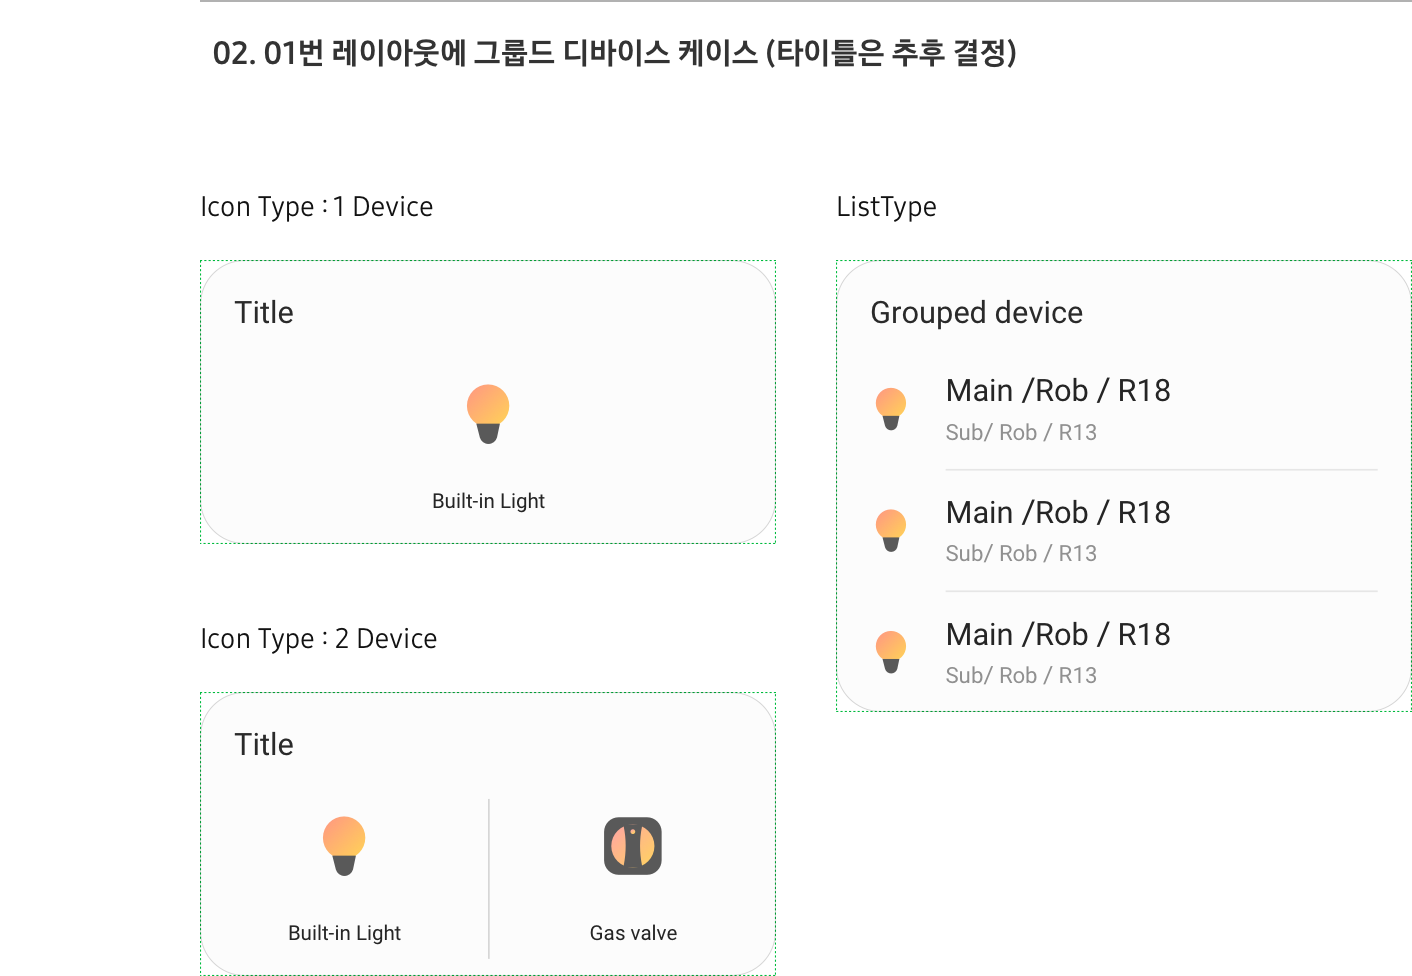 02. 01번 레이아웃에 그룹드 디바이스 케이스 (타이틀은 추후 결정)
Icon Type : 1 Device
Title
Built-in Light
Icon Type : 2 Device
Title
Built-in Light
Gas valve
ListType
Grouped device
Main /Rob / R18
Sub/ Rob / R13
Main /Rob / R18
Sub/ Rob / R13
Main /Rob / R18
Sub/ Rob / R13